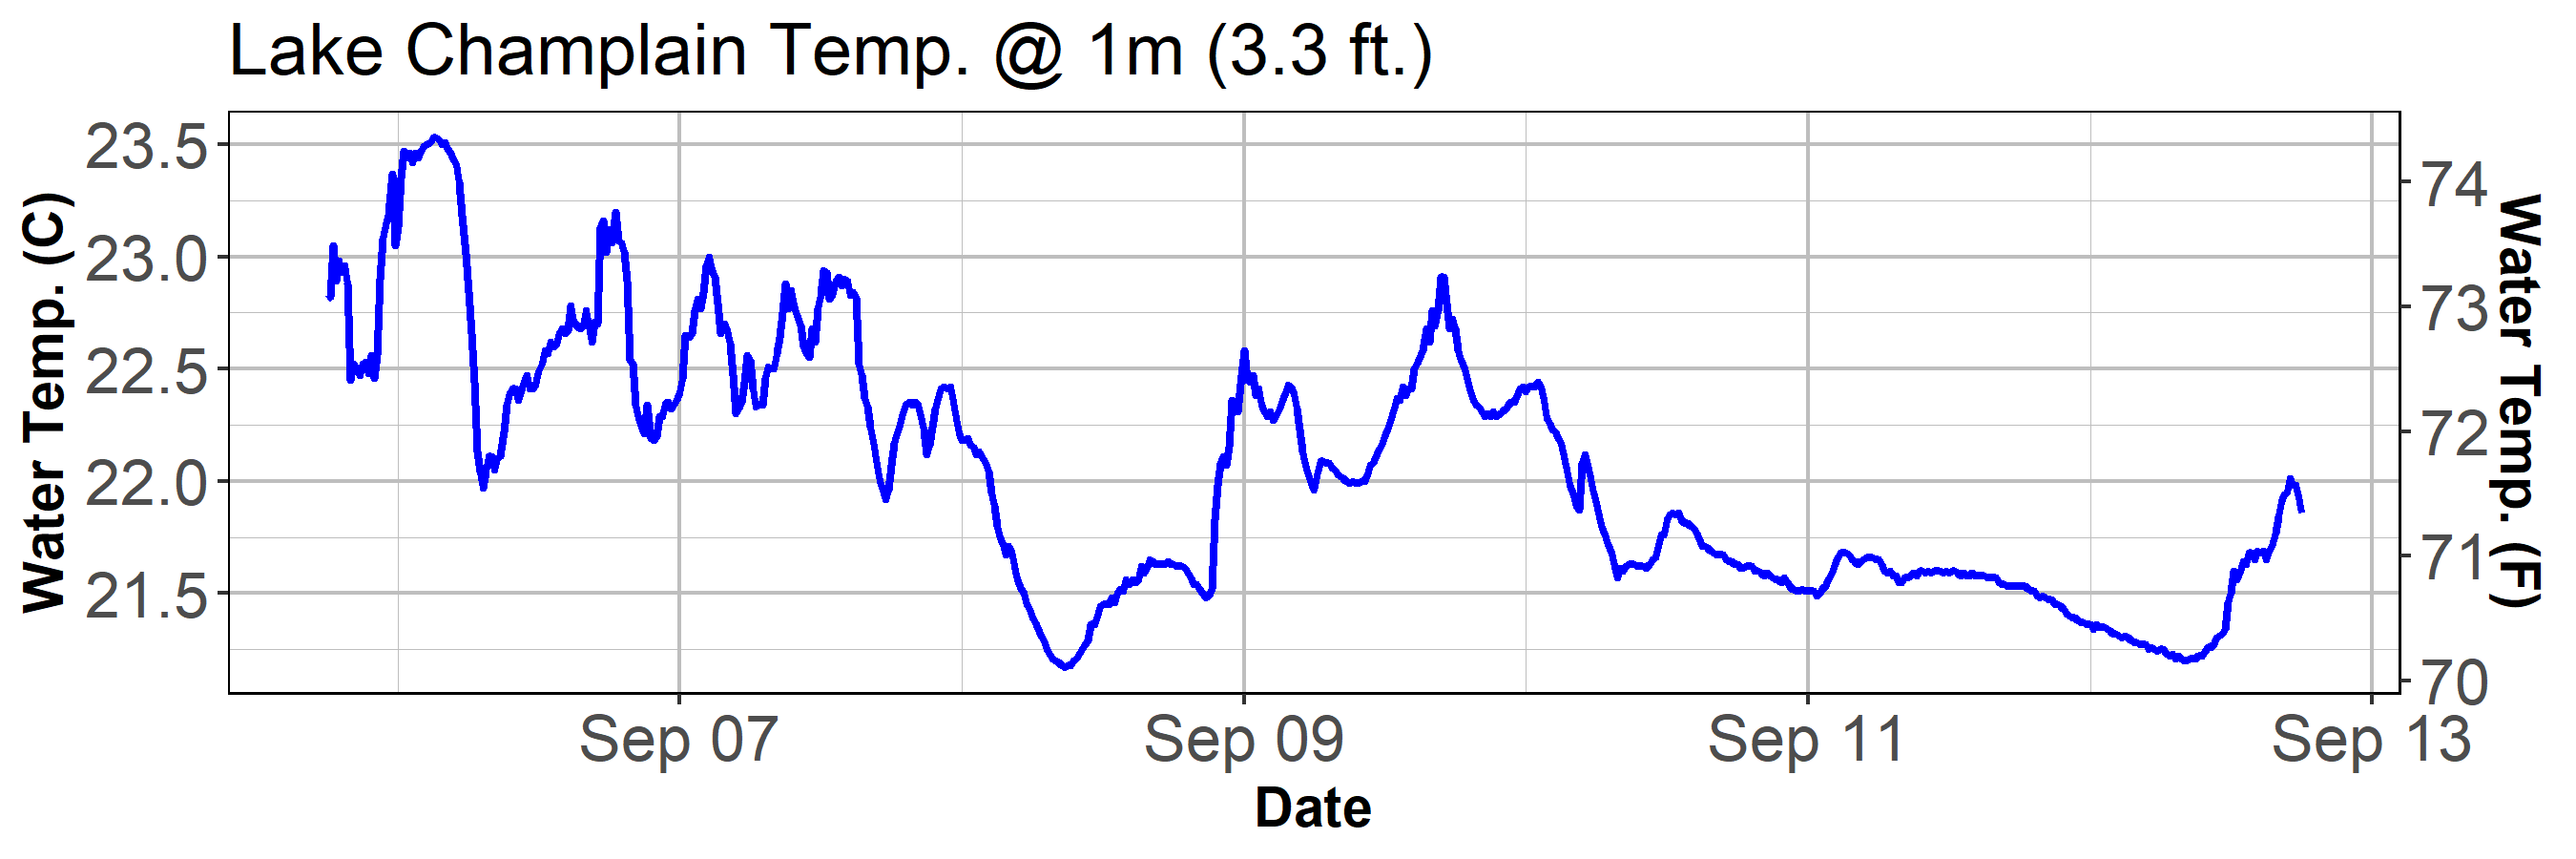 Lake Champlain Temp. @ 1m (3.3 ft.)
Water Temp. (C)
23.5
23.0
22.5
22.0
21.5
74
73
72
71
70
Water Temp. (F)
Sep 07 Sep 09 Sep 11 Sep 13
Date